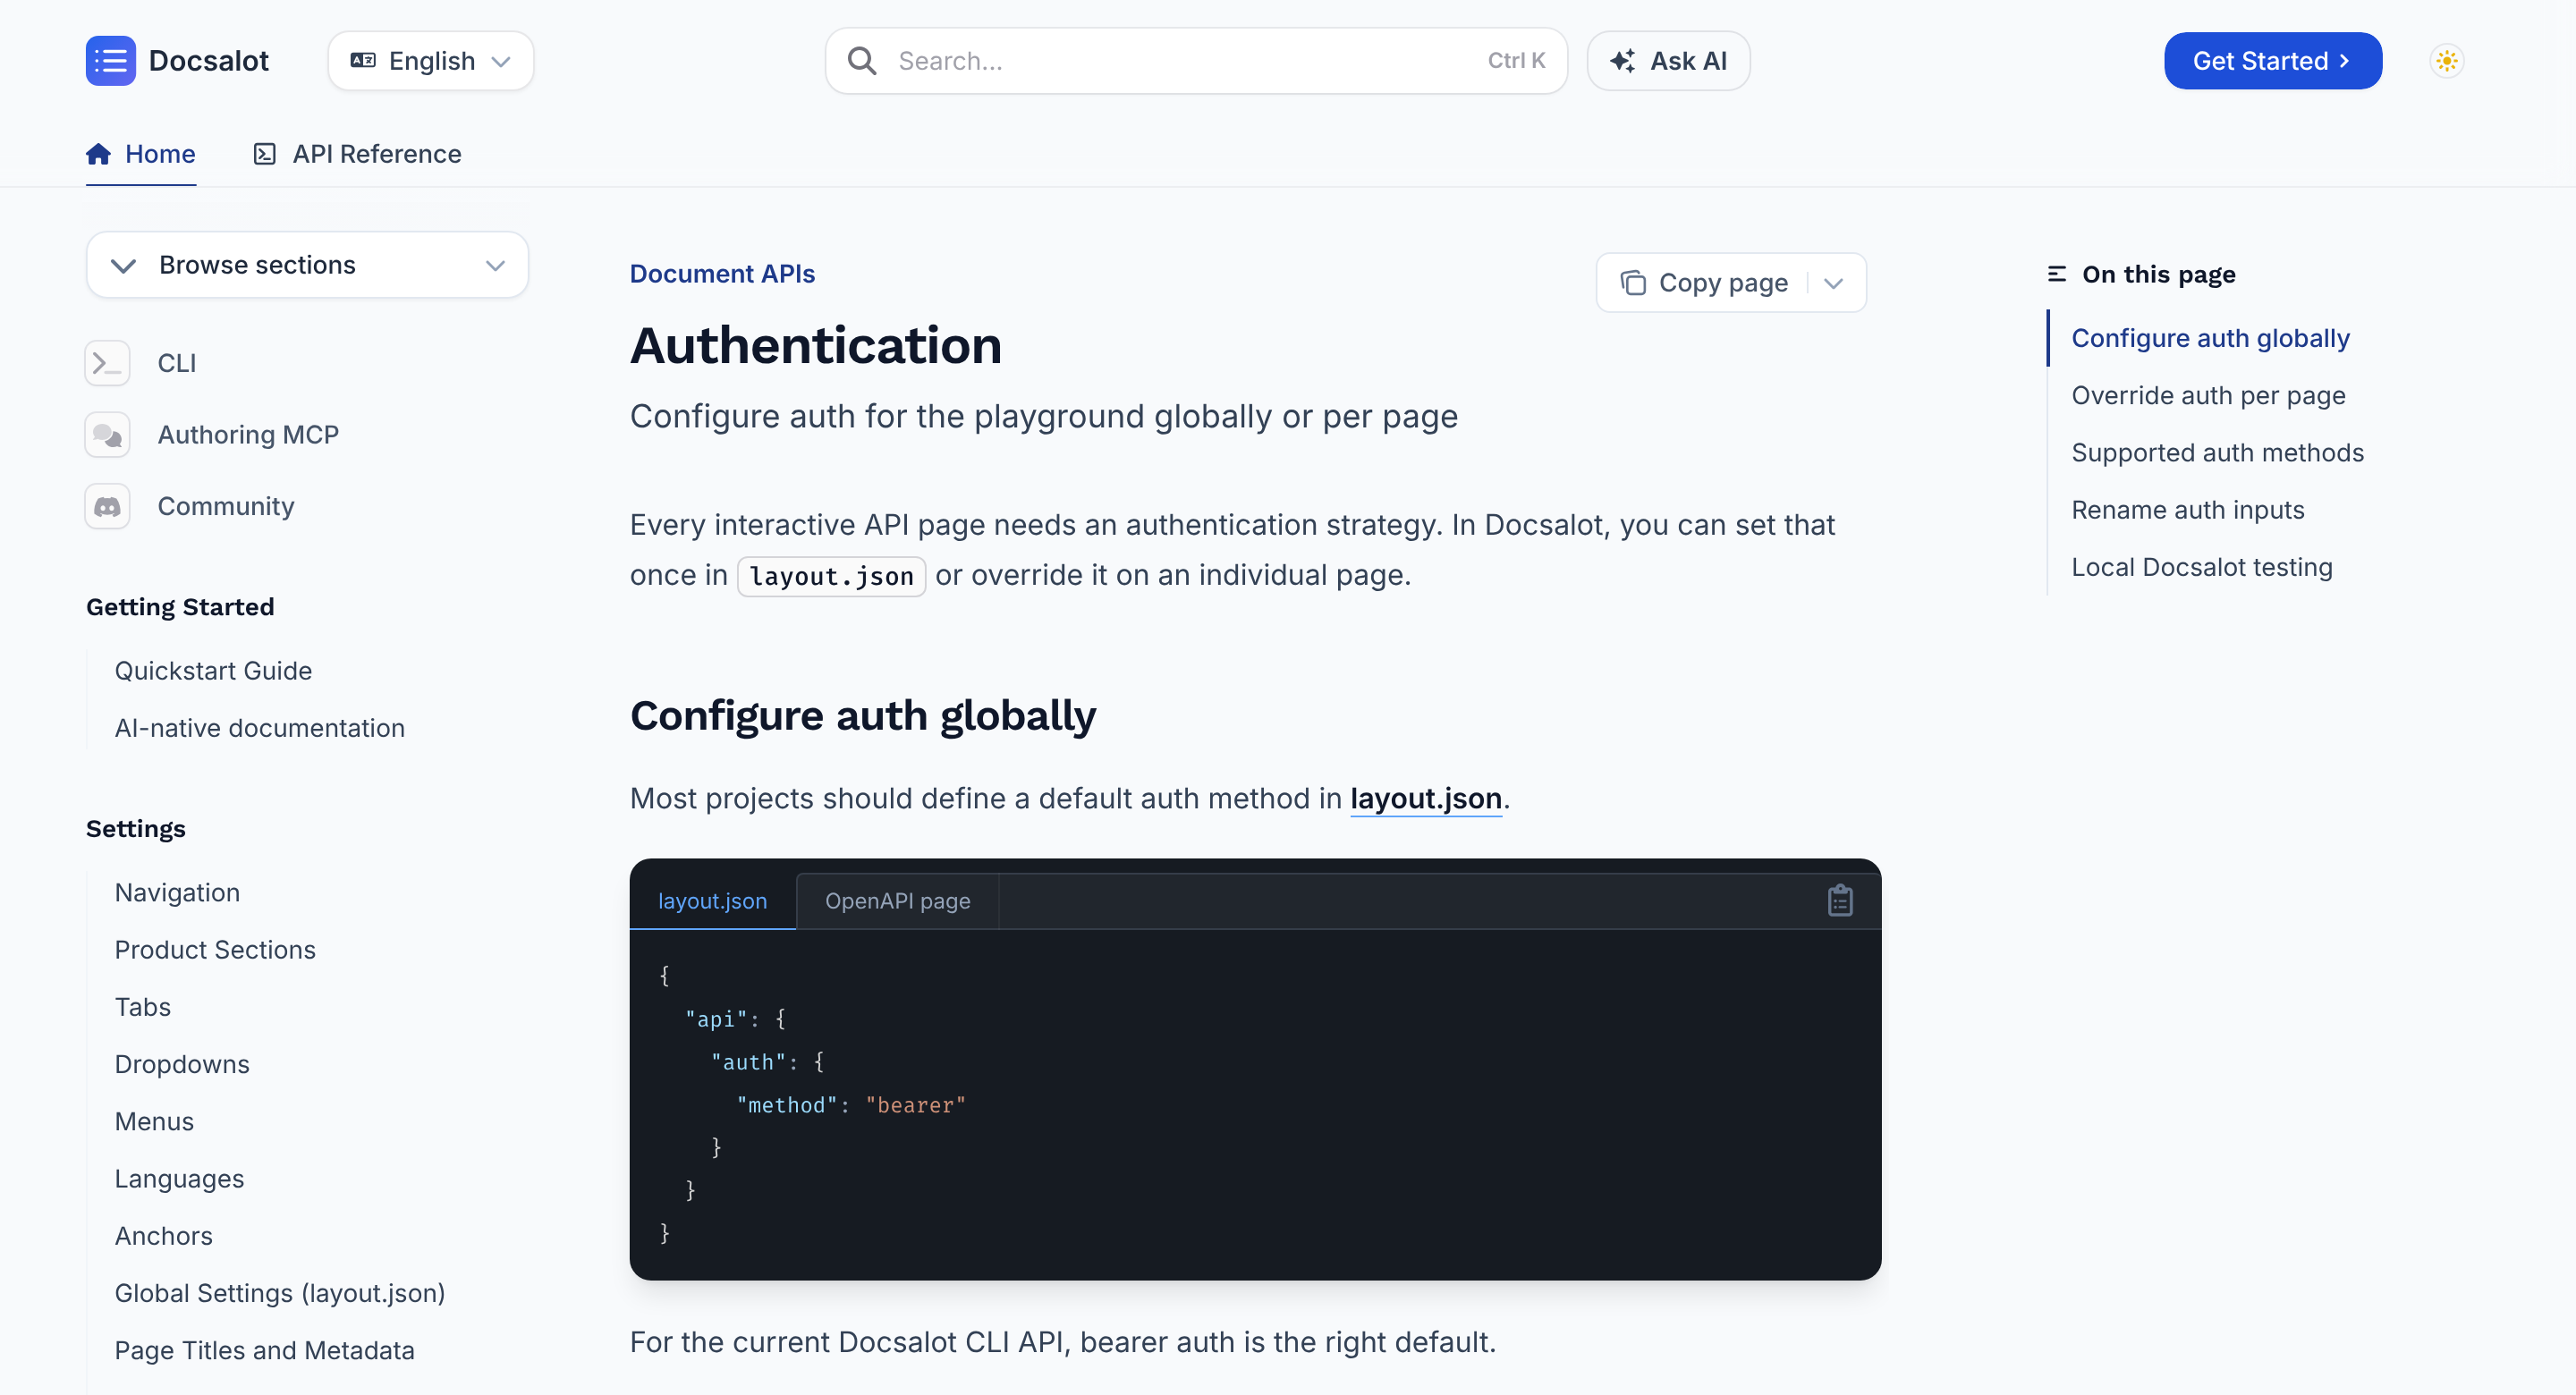 Docsalot
English
Search...
Ctrl K
Ask AI
Get Started
Home
API Reference
Browse sections
CLI
Authoring MCP
Community
Getting Started
Quickstart Guide
AI-native documentation
Settings
Navigation
Product Sections
Tabs
Dropdowns
Menus
Languages
Anchors
Global Settings (layout.json)
Page Titles and Metadata
Document APIs
Copy page
Authentication
Configure auth for the playground globally or per page
Every interactive API page needs an authentication strategy. In Docsalot, you can set that
once in layout.json or override it on an individual page.
Configure auth globally
Most projects should define a default auth method in layout.json.
layout.json
OpenAPI page
{
  "api": {
    "auth": {
      "method": "bearer"
    }
  }
}
For the current Docsalot CLI API, bearer auth is the right default.
On this page
Configure auth globally
Override auth per page
Supported auth methods
Rename auth inputs
Local Docsalot testing